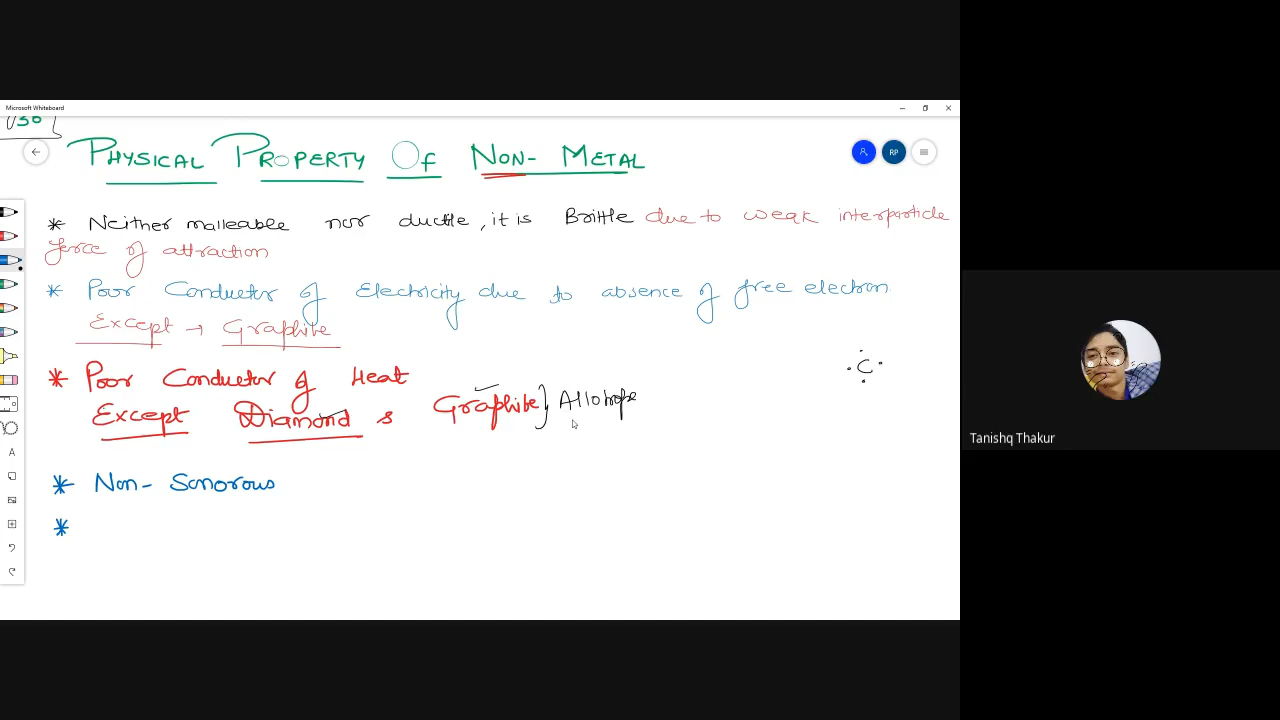 Microsoft Whiteboard
PHYSICAL PROPERTY Of NON-METAL
RP
* Neither malleable nor ductle, it is Brittle due to weak interparticle
force of attraction
* Poor Conductor of Electricity due to absence of free electron
Except → Graphite
* Poor Conductor of Heat
Except Diamond & Graphite } Allotrope
C
* Non-Sonorous
*
A
Tanishq Thakur